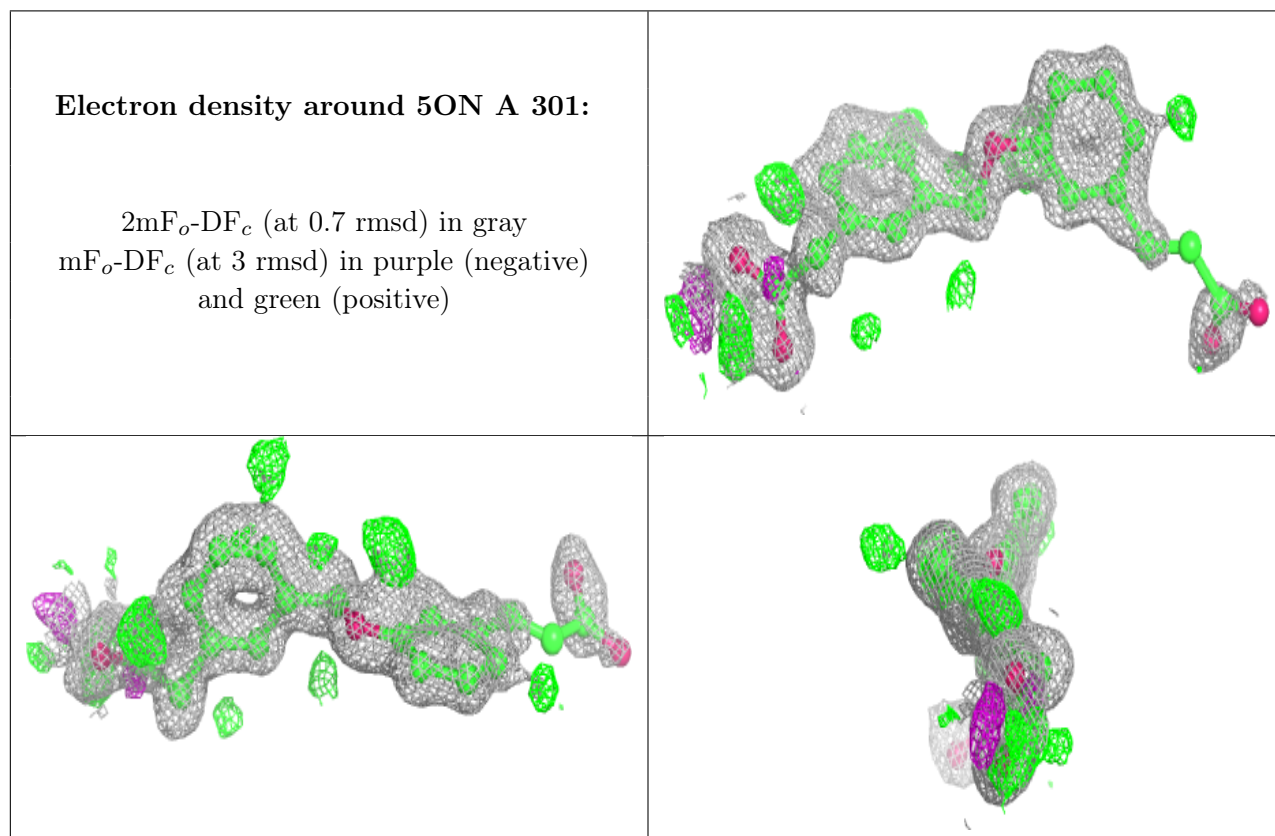 Electron density around 5ON A 301:
2mFo-DFc (at 0.7 rmsd) in gray
mFo-DFc (at 3 rmsd) in purple (negative)
and green (positive)